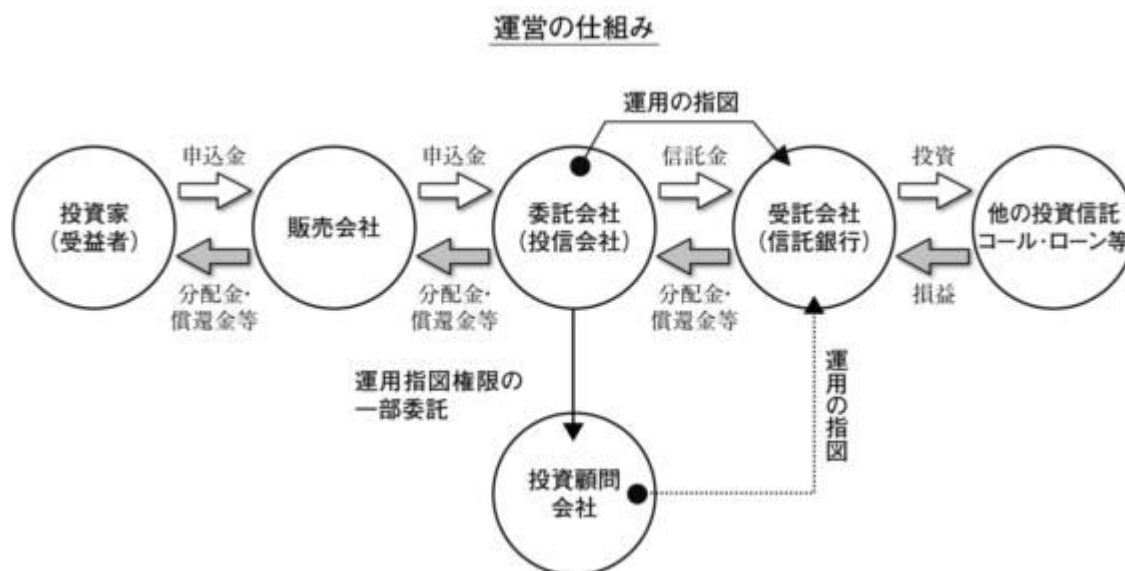 運営の仕組み
運用の指図
申込金
申込金
信託金
投資
投資家
(受益者)
販売会社
委託会社
(投信会社)
受託会社
(信託銀行)
他の投資信託
コール・ローン等
分配金・
償還金等
分配金・
償還金等
分配金・
償還金等
損益
運用指図権限の
一部委託
運用の指図
投資顧問
会社